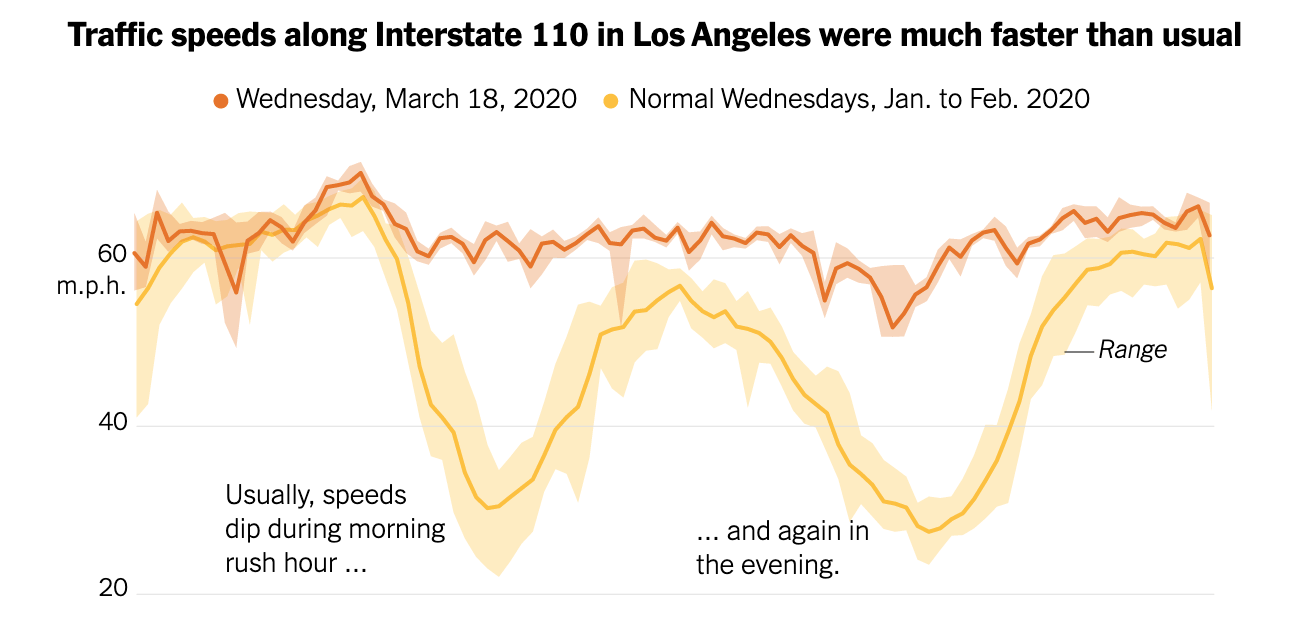 Traffic speeds along Interstate 110 in Los Angeles were much faster than usual
Wednesday, March 18, 2020 Normal Wednesdays, Jan. to Feb. 2020
60
m.p.h.
Range
40
Usually, speeds
dip during morning
rush hour ...
... and again in
the evening.
20